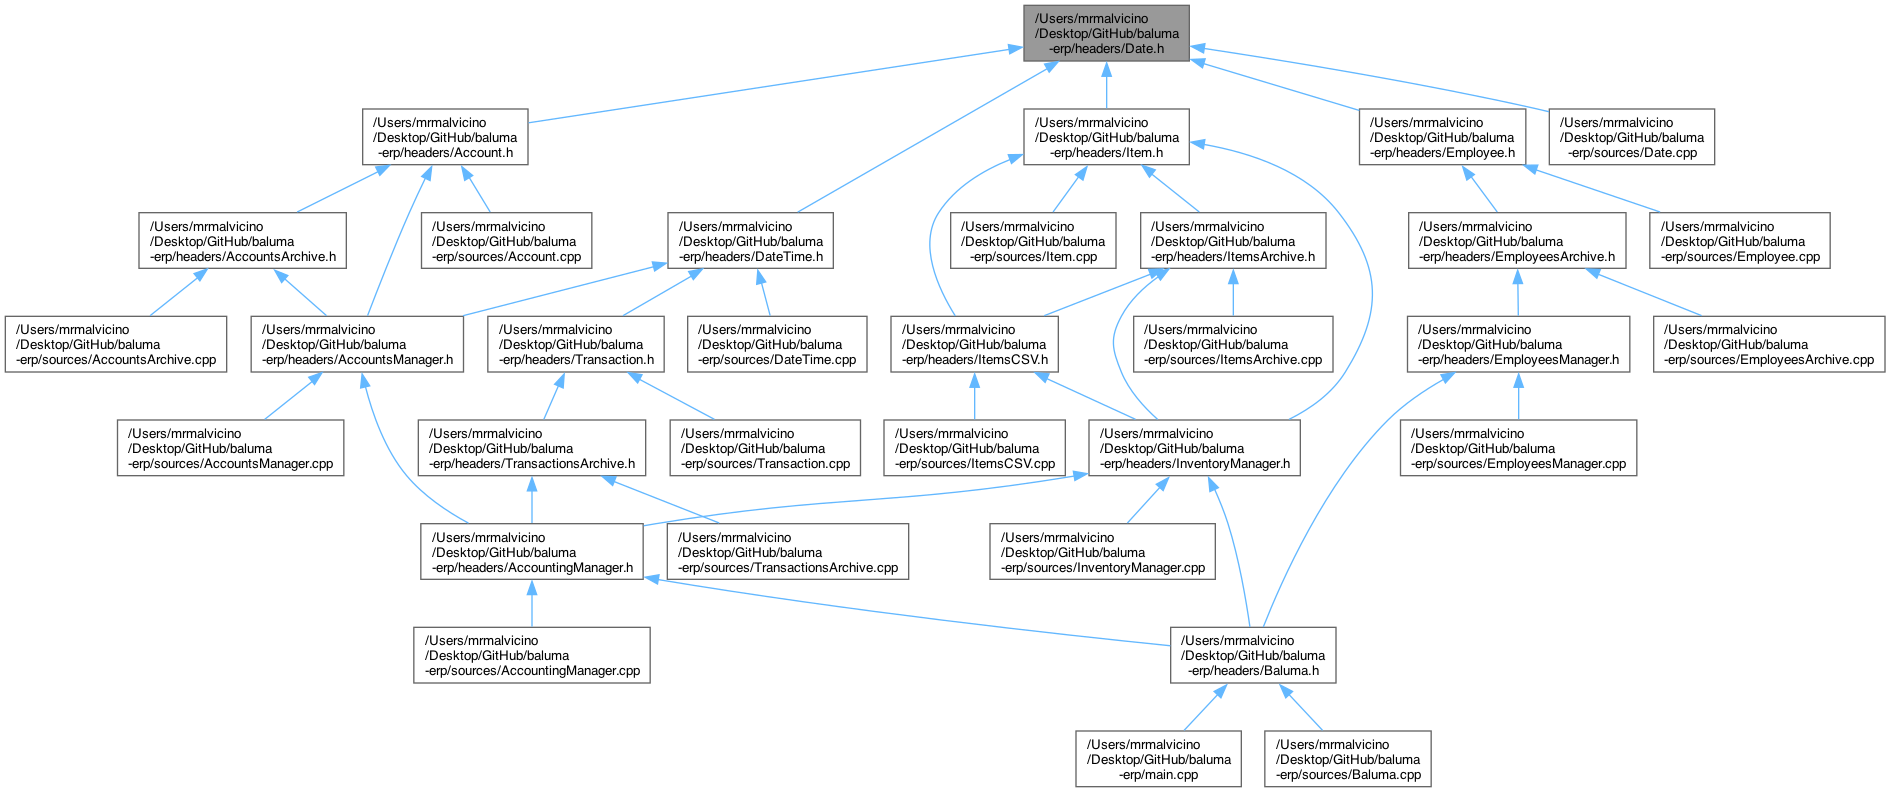 /Users/mrmalvicino
/Desktop/GitHub/baluma
-erp/headers/Date.h
/Users/mrmalvicino
/Desktop/GitHub/baluma
-erp/headers/Account.h
/Users/mrmalvicino
/Desktop/GitHub/baluma
-erp/headers/Item.h
/Users/mrmalvicino
/Desktop/GitHub/baluma
-erp/headers/Employee.h
/Users/mrmalvicino
/Desktop/GitHub/baluma
-erp/sources/Date.cpp
/Users/mrmalvicino
/Desktop/GitHub/baluma
-erp/headers/AccountsArchive.h
/Users/mrmalvicino
/Desktop/GitHub/baluma
-erp/sources/Account.cpp
/Users/mrmalvicino
/Desktop/GitHub/baluma
-erp/headers/DateTime.h
/Users/mrmalvicino
/Desktop/GitHub/baluma
-erp/sources/Item.cpp
/Users/mrmalvicino
/Desktop/GitHub/baluma
-erp/headers/ItemsArchive.h
/Users/mrmalvicino
/Desktop/GitHub/baluma
-erp/headers/EmployeesArchive.h
/Users/mrmalvicino
/Desktop/GitHub/baluma
-erp/sources/Employee.cpp
/Users/mrmalvicino
/Desktop/GitHub/baluma
-erp/sources/AccountsArchive.cpp
/Users/mrmalvicino
/Desktop/GitHub/baluma
-erp/headers/AccountsManager.h
/Users/mrmalvicino
/Desktop/GitHub/baluma
-erp/headers/Transaction.h
/Users/mrmalvicino
/Desktop/GitHub/baluma
-erp/sources/DateTime.cpp
/Users/mrmalvicino
/Desktop/GitHub/baluma
-erp/headers/ItemsCSV.h
/Users/mrmalvicino
/Desktop/GitHub/baluma
-erp/sources/ItemsArchive.cpp
/Users/mrmalvicino
/Desktop/GitHub/baluma
-erp/headers/EmployeesManager.h
/Users/mrmalvicino
/Desktop/GitHub/baluma
-erp/sources/EmployeesArchive.cpp
/Users/mrmalvicino
/Desktop/GitHub/baluma
-erp/sources/AccountsManager.cpp
/Users/mrmalvicino
/Desktop/GitHub/baluma
-erp/headers/TransactionsArchive.h
/Users/mrmalvicino
/Desktop/GitHub/baluma
-erp/sources/Transaction.cpp
/Users/mrmalvicino
/Desktop/GitHub/baluma
-erp/sources/ItemsCSV.cpp
/Users/mrmalvicino
/Desktop/GitHub/baluma
-erp/headers/InventoryManager.h
/Users/mrmalvicino
/Desktop/GitHub/baluma
-erp/sources/EmployeesManager.cpp
/Users/mrmalvicino
/Desktop/GitHub/baluma
-erp/headers/AccountingManager.h
/Users/mrmalvicino
/Desktop/GitHub/baluma
-erp/sources/TransactionsArchive.cpp
/Users/mrmalvicino
/Desktop/GitHub/baluma
-erp/sources/InventoryManager.cpp
/Users/mrmalvicino
/Desktop/GitHub/baluma
-erp/sources/AccountingManager.cpp
/Users/mrmalvicino
/Desktop/GitHub/baluma
-erp/headers/Baluma.h
/Users/mrmalvicino
/Desktop/GitHub/baluma
-erp/main.cpp
/Users/mrmalvicino
/Desktop/GitHub/baluma
-erp/sources/Baluma.cpp